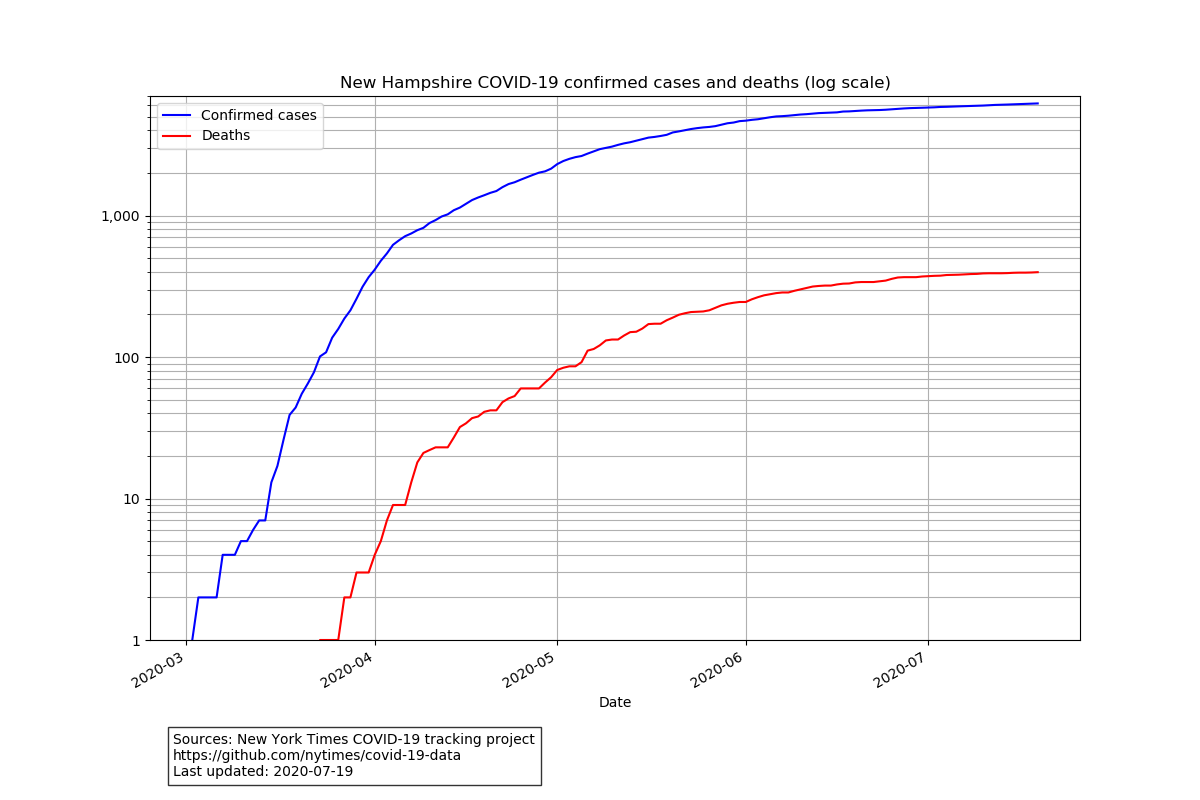 New Hampshire COVID-19 confirmed cases and deaths (log scale)
Confirmed cases
Deaths
1,000
100
10
1
2020-03
2020-04
2020-05
2020-06
2020-07
Date
Sources: New York Times COVID-19 tracking project
https://github.com/nytimes/covid-19-data
Last updated: 2020-07-19